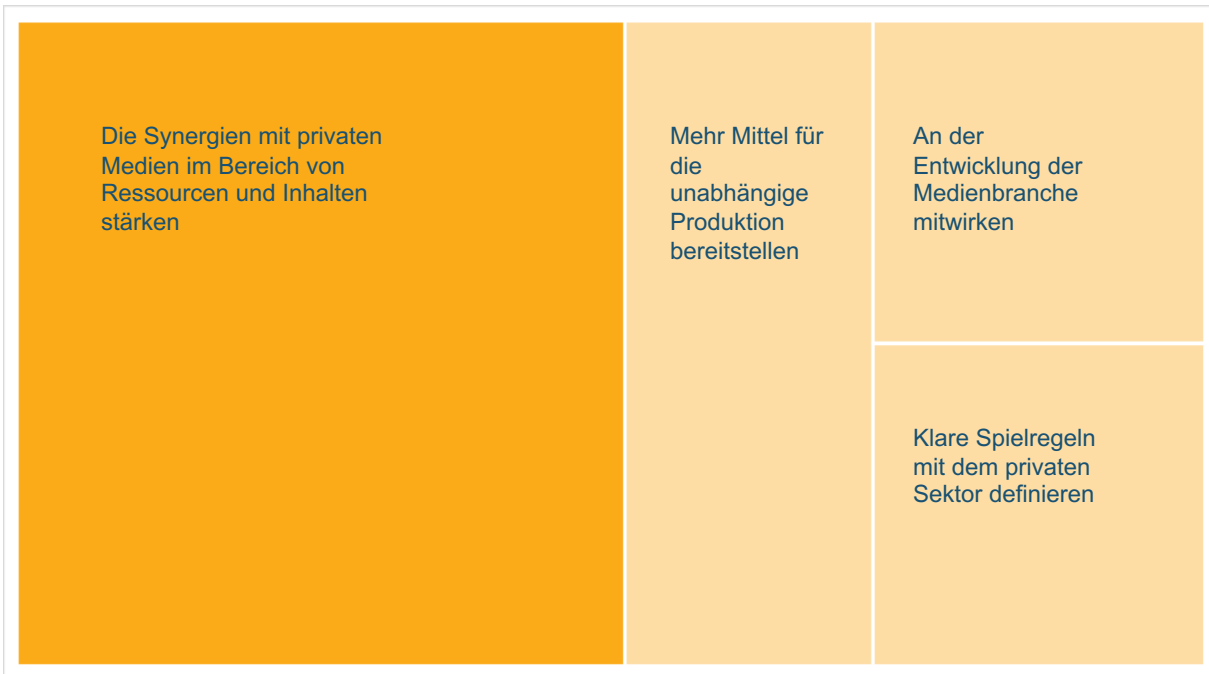 Die Synergien mit privaten
Medien im Bereich von
Ressourcen und Inhalten
stärken
Mehr Mittel für
die
unabhängige
Produktion
bereitstellen
An der
Entwicklung der
Medienbranche
mitwirken
Klare Spielregeln
mit dem privaten
Sektor definieren